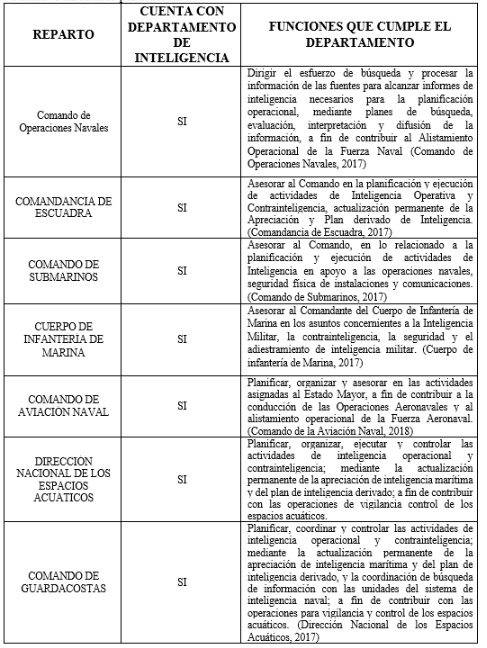 REPARTO
CUENTA CON
DEPARTAMENTO
DE
INTELIGENCIA
FUNCIONES QUE CUMPLE EL
DEPARTAMENTO
Comando de
Operaciones Navales
SI
Dirigir el esfuerzo de búsqueda y procesar la
información de las fuentes para alcanzar informes de
inteligencia necesarios para la planificación
operacional, mediante planes de búsqueda,
evaluación, interpretación y difusión de la
información, a fin de contribuir al Alistamiento
Operacional de la Fuerza Naval (Comando de
Operaciones Navales, 2017)
COMANDANCIA DE
ESCUADRA
SI
Asesorar al Comando en la planificación y ejecución
de actividades de Inteligencia Operativa y
Contrainteligencia, actualización permanente de la
Apreciación y Plan derivado de Inteligencia.
(Comandancia de Escuadra, 2017)
COMANDO DE
SUBMARINOS
SI
Asesorar al Comando, en lo relacionado a la
planificación y ejecución de actividades de
Inteligencia en apoyo a las operaciones navales,
seguridad física de instalaciones y comunicaciones.
(Comando de Submarinos, 2017)
CUERPO DE
INFANTERIA DE
MARINA
SI
Asesorar al Comandante del Cuerpo de Infantería de
Marina en los asuntos concernientes a la Inteligencia
Militar, la contrainteligencia, la seguridad y el
adiestramiento de inteligencia militar. (Cuerpo de
infantería de Marina, 2017)
COMANDO DE
AVIACIÓN NAVAL
SI
Planificar, organizar y asesorar en las actividades
asignadas al Estado Mayor, a fin de contribuir a la
conducción de las Operaciones Aeronavales y al
alistamiento operacional de la Fuerza Aeronaval.
(Comando de la Aviación Naval, 2018)
DIRECCIÓN
NACIONAL DE LOS
ESPACIOS
ACUÁTICOS
SI
Planificar, organizar, ejecutar y controlar las
actividades de inteligencia operacional y
contrainteligencia; mediante la actualización
permanente de la apreciación de inteligencia marítima
y del plan de inteligencia derivado; a fin de contribuir
con las operaciones de vigilancia control de los
espacios acuáticos.
COMANDO DE
GUARDACOSTAS
SI
Planificar, coordinar y controlar las actividades de
inteligencia operacional y contrainteligencia;
mediante la actualización permanente de la
apreciación de inteligencia marítima y del plan de
inteligencia derivado, y la coordinación de búsqueda
de información con las unidades del sistema de
inteligencia naval; a fin de contribuir con las
operaciones para vigilancia y control de los espacios
acuáticos. (Dirección Nacional de los Espacios
Acuáticos, 2017)